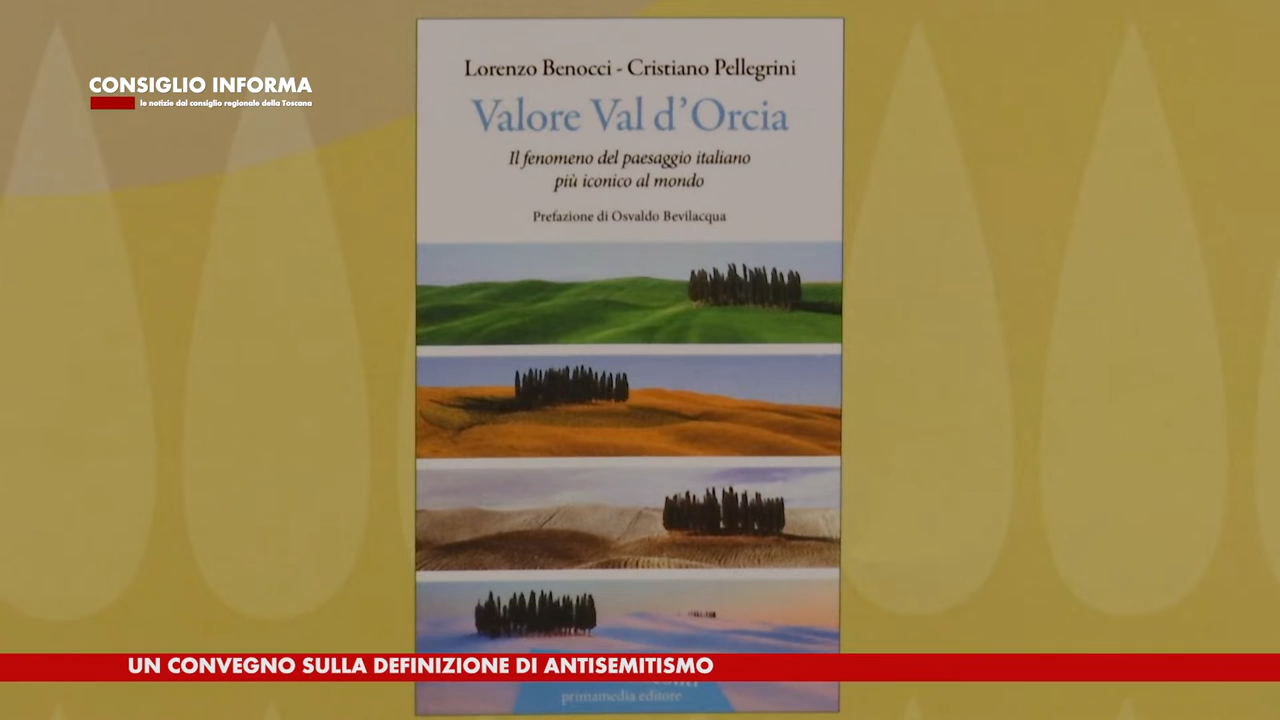 CONSIGLIO INFORMA
le notizie dal consiglio regionale della Toscana
Lorenzo Benocci - Cristiano Pellegrini
Valore Val d'Orcia
Il fenomeno del paesaggio italiano
più iconico al mondo
Prefazione di Osvaldo Bevilacqua
UN CONVEGNO SULLA DEFINIZIONE DI ANTISEMITISMO
primamedia editore